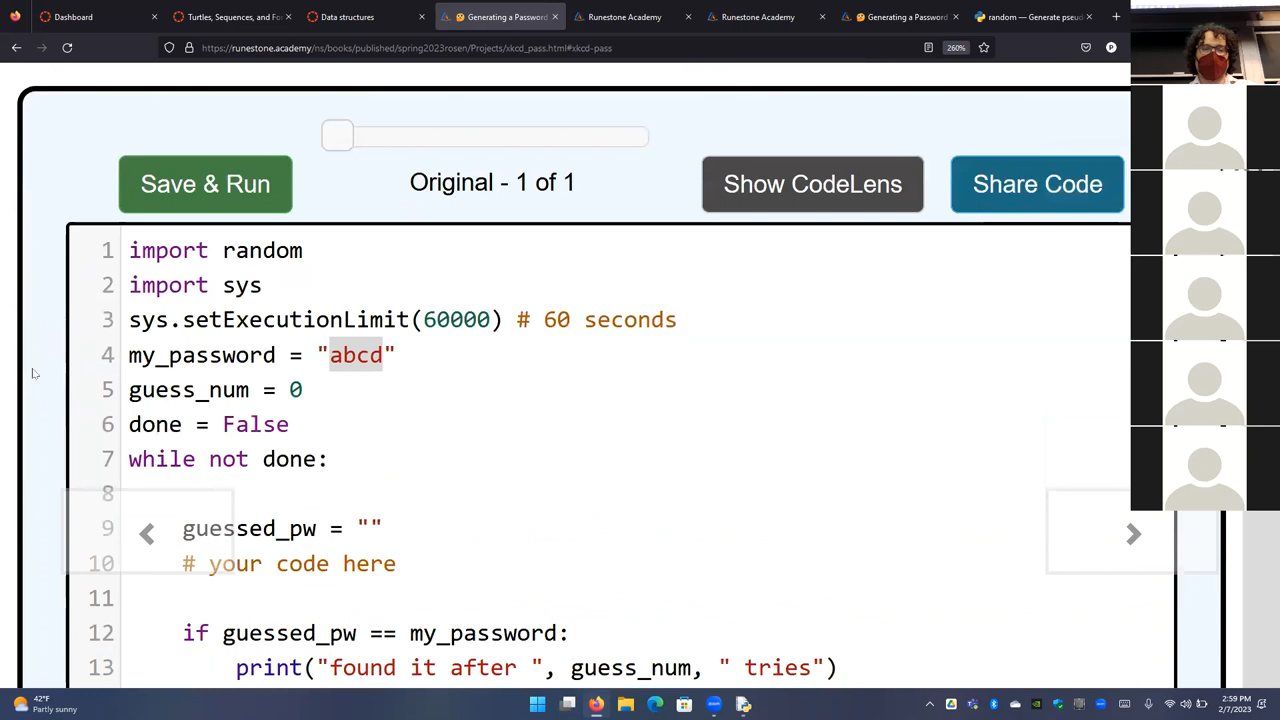 Dashboard
Turtles, Sequences, and Fo
Data structures
Generating a Password
Runestone Academy
Runestone Academy
Generating a Password
random — Generate pseud
https://runestone.academy/ns/books/published/spring2023rosen/Projects/xkcd_pass.html#xkcd-pass
260%
P
Save & Run
Original - 1 of 1
Show CodeLens
Share Code
1 import random
2 import sys
3 sys.setExecutionLimit(60000) # 60 seconds
4 my_password = "abcd"
5 guess_num = 0
6 done = False
7 while not done:
8
9 guessed_pw = ""
10 # your code here
11
12 if guessed_pw == my_password:
13 print("found it after ", guess_num, " tries")
42°F
Partly sunny
2:59 PM
2/7/2023